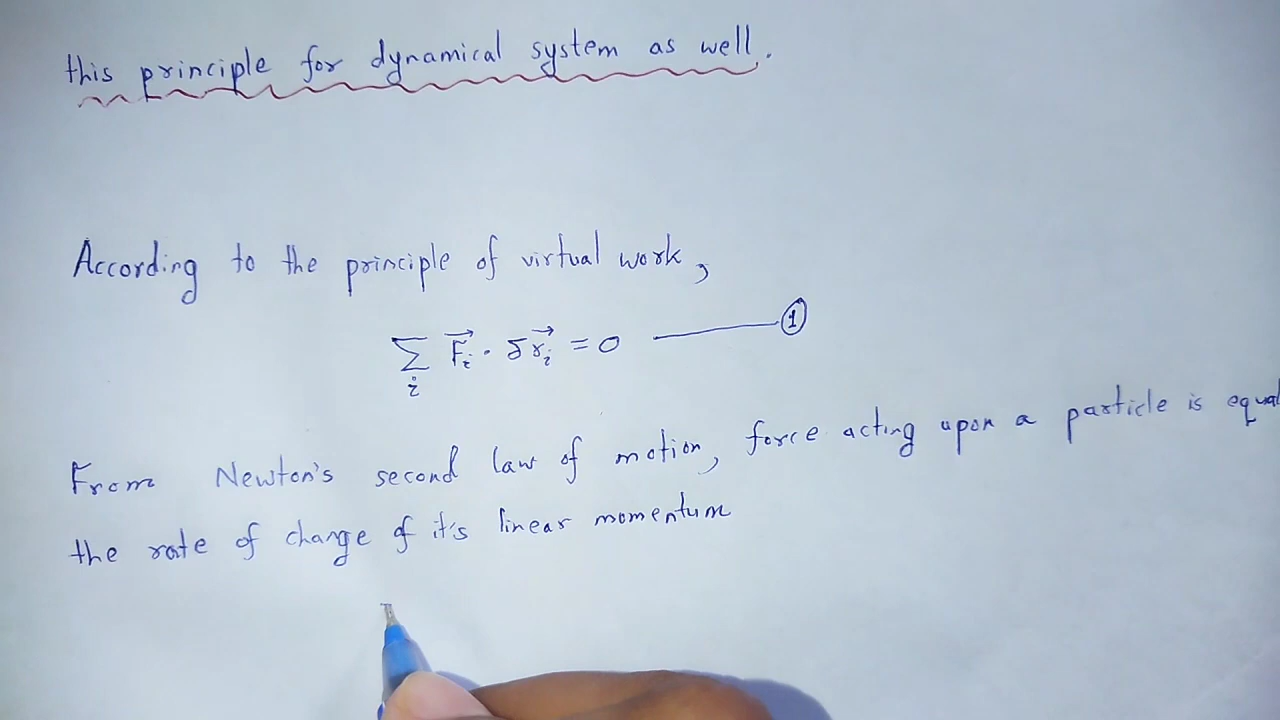 this principle for dynamical system as well.
According to the principle of virtual work,
∑ᵢ F⃗ᵢ · δr⃗ᵢ = 0 ——— ①
From Newton's second law of motion, force acting upon a particle is equal
the rate of change of it's linear momentum